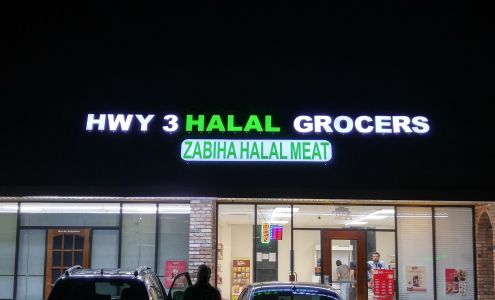 HWY 3 HALAL GROCERS
ZABIHA HALAL MEAT